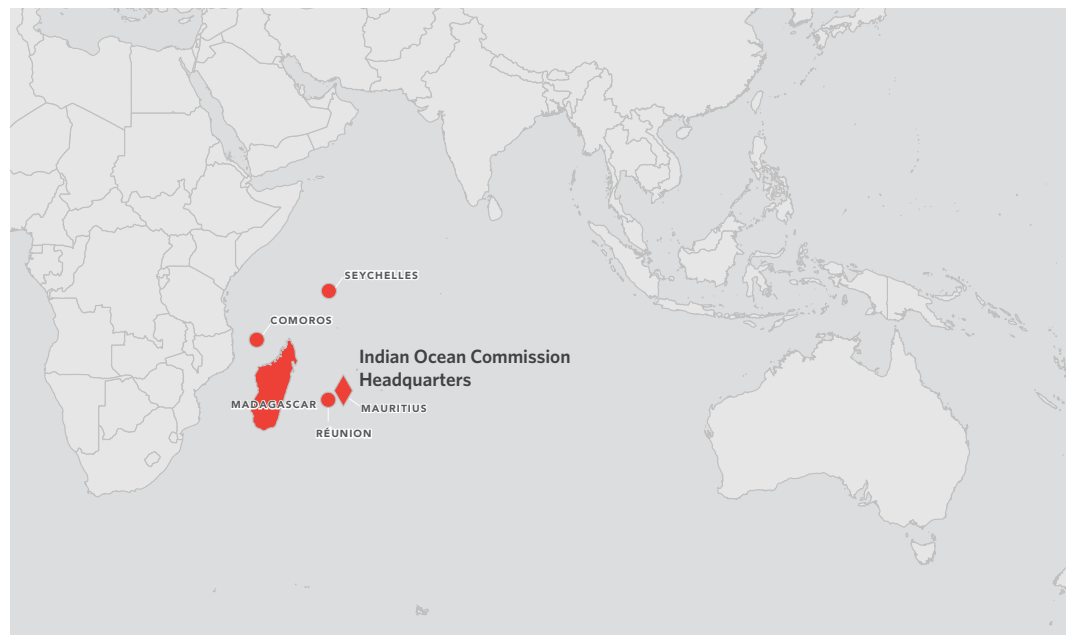 SEYCHELLES
COMOROS
Indian Ocean Commission
Headquarters
MADAGASCAR
MAURITIUS
RÉUNION